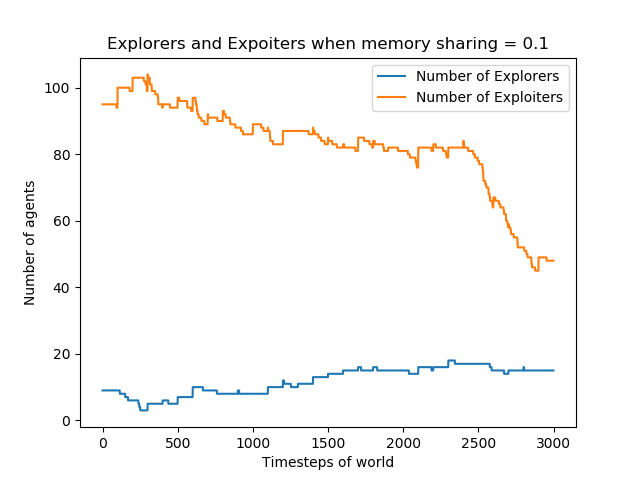 Explorers and Expoiters when memory sharing = 0.1
Number of Explorers
Number of Exploiters
Number of agents
100
80
60
40
20
0
0 500 1000 1500 2000 2500 3000
Timesteps of world